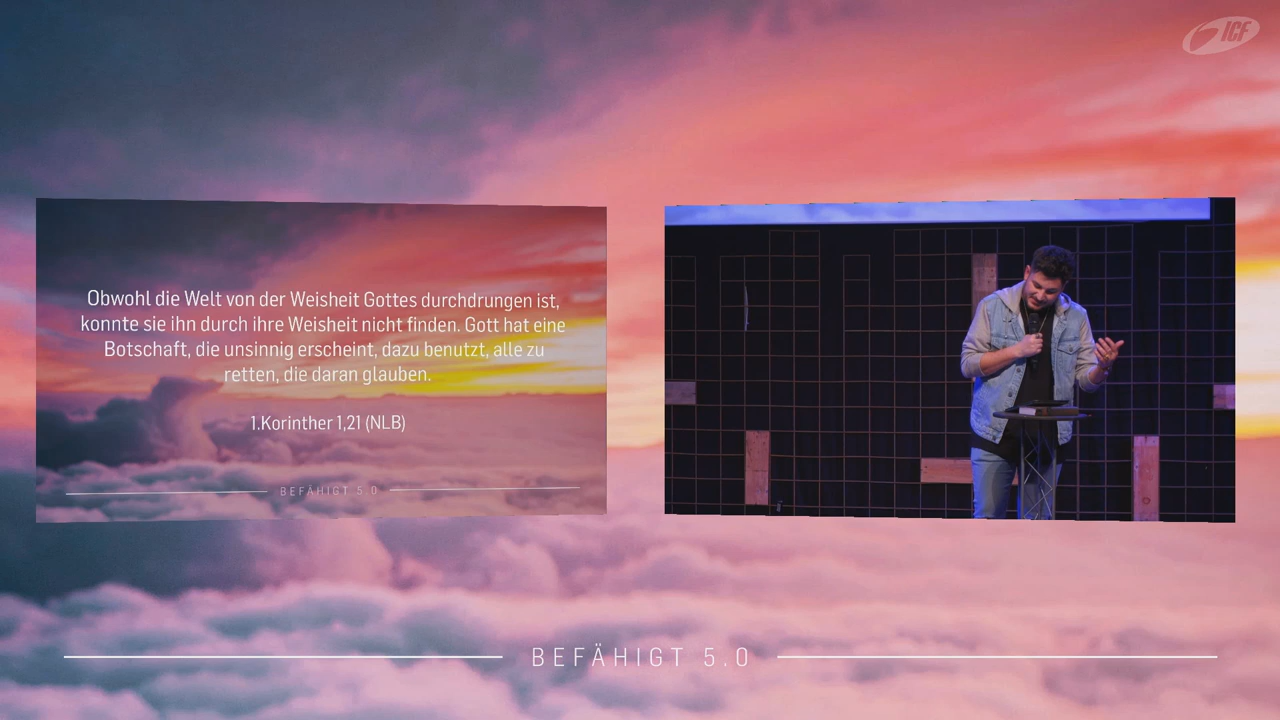 ICF
Obwohl die Welt von der Weisheit Gottes durchdrungen ist,
konnte sie ihn durch ihre Weisheit nicht finden. Gott hat eine
Botschaft, die unsinnig erscheint, dazu benutzt, alle zu
retten, die daran glauben.
1.Korinther 1,21 (NLB)
BEFÄHIGT 5.0
BEFÄHIGT 5.0